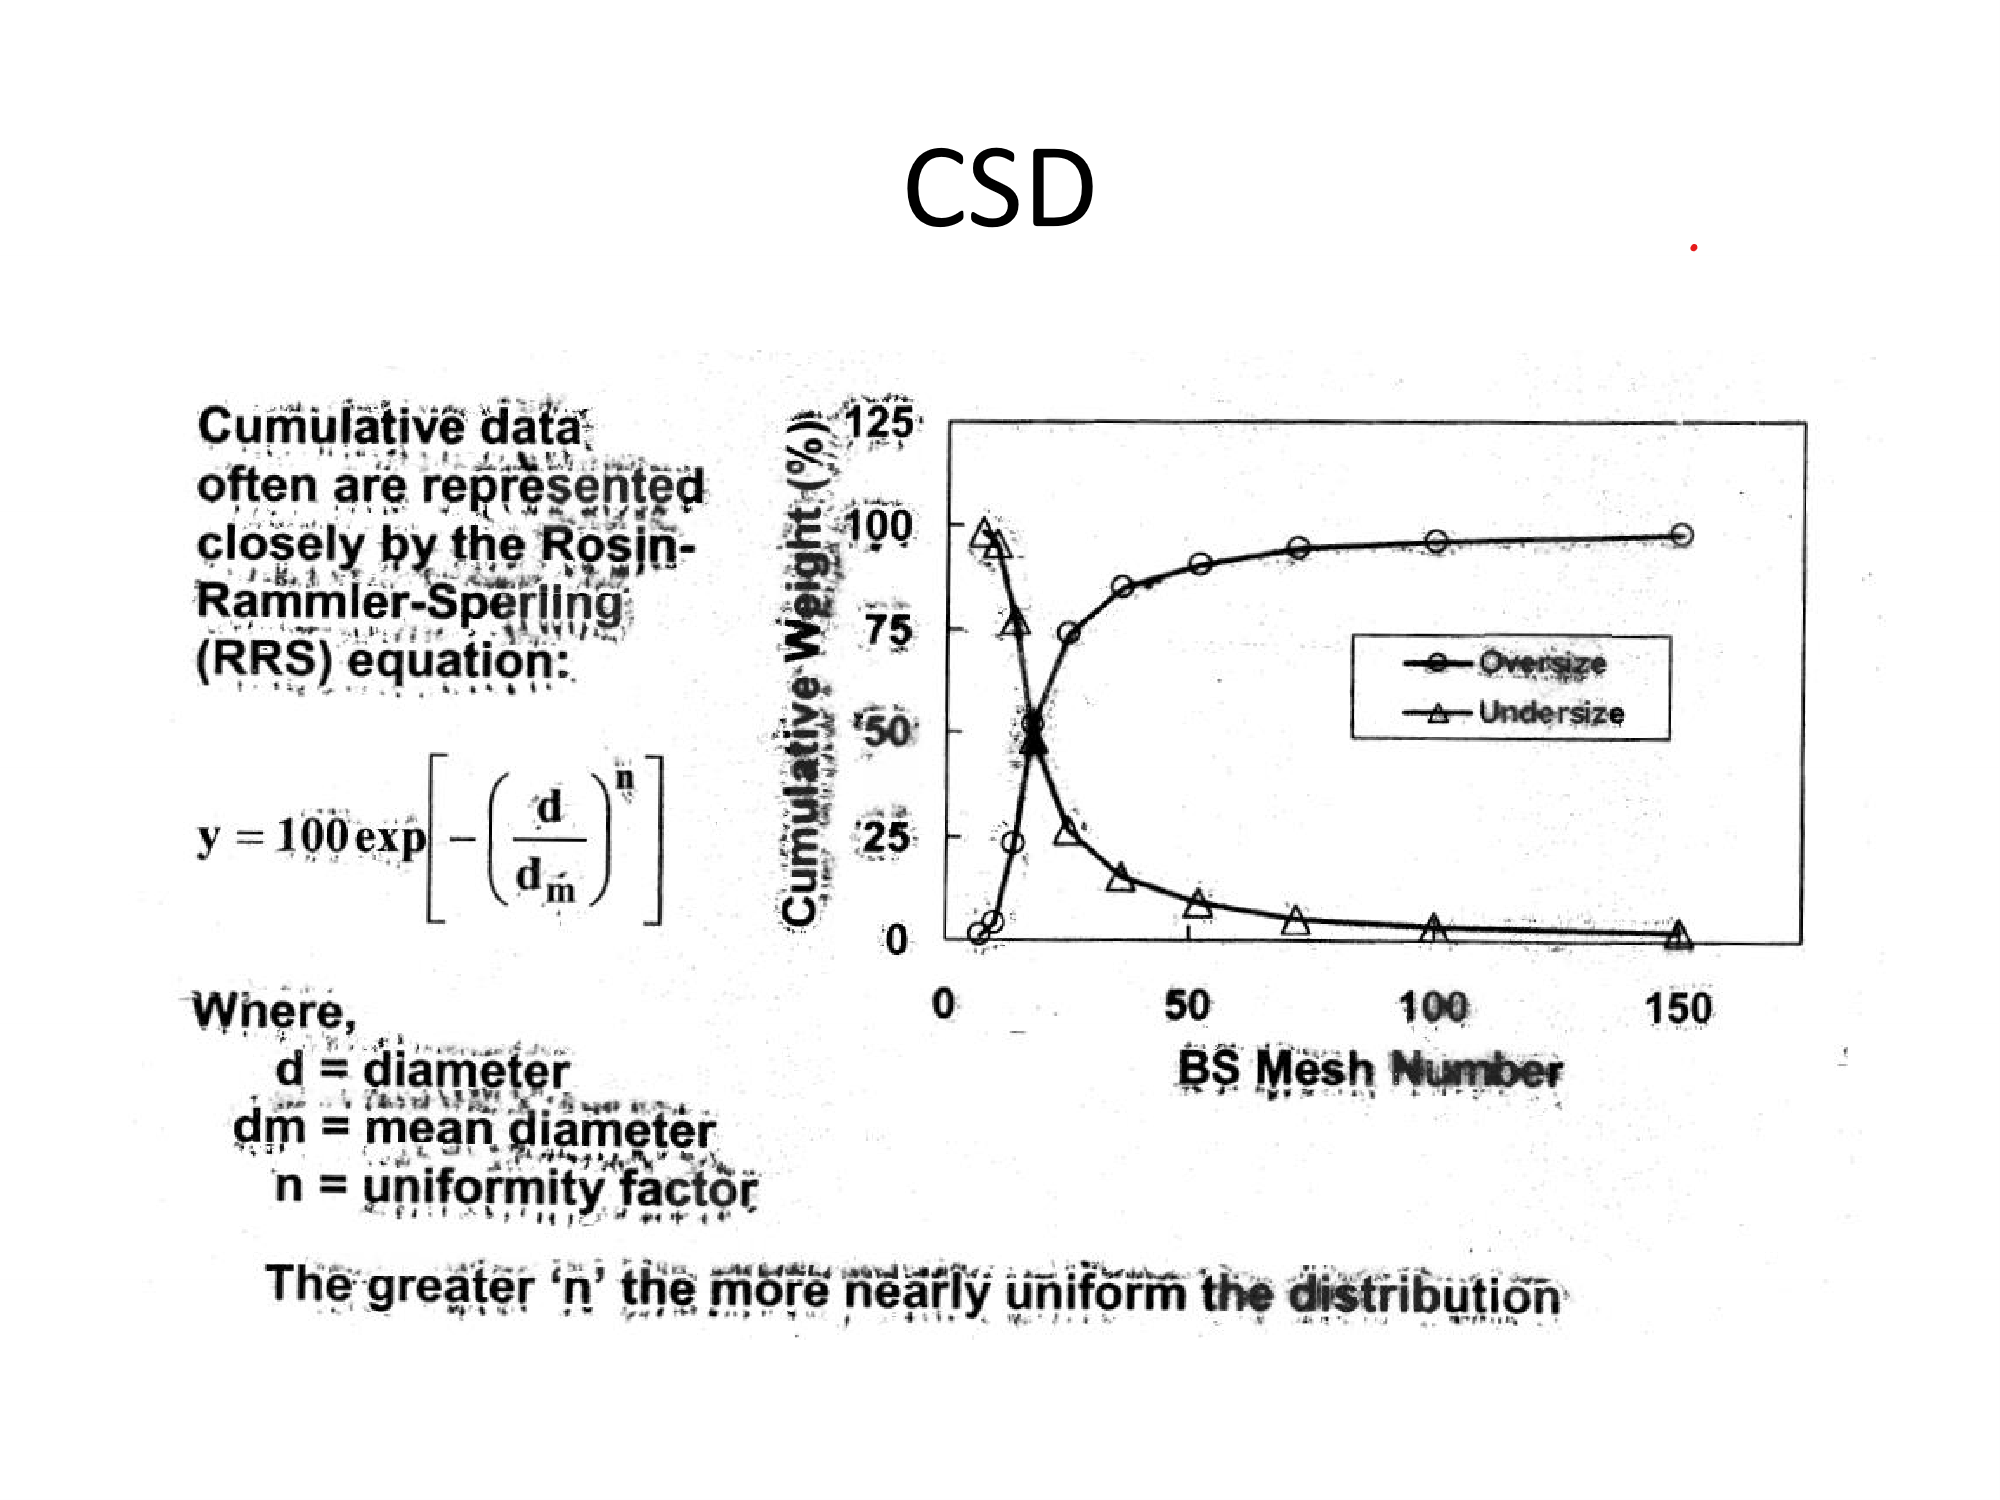 CSD
Cumulative data
often are represented
closely by the Rosin-
Rammler-Sperling
(RRS) equation:
y = 100 exp[-(d/dm)^n]
Where,
d = diameter
dm = mean diameter
n = uniformity factor
The greater ‘n’ the more nearly uniform the distribution
Cumulative Weight (%)
125
100
75
50
25
0
0 50 100 150
BS Mesh Number
Oversize
Undersize